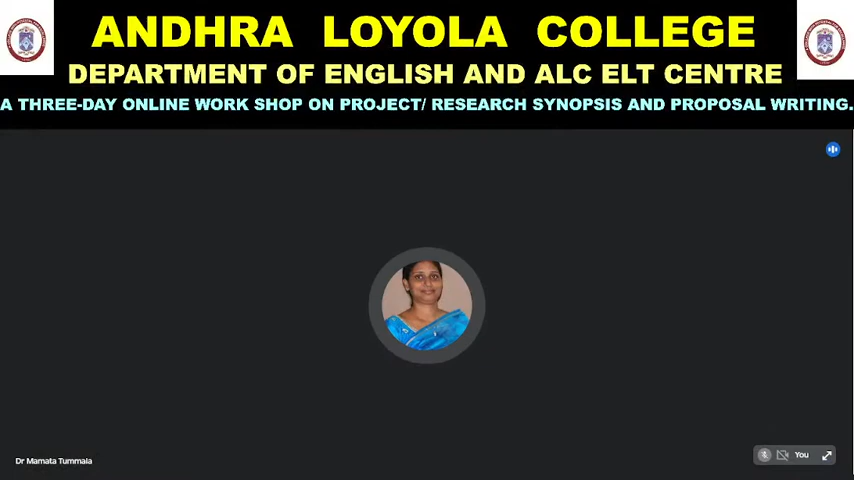 ANDHRA LOYOLA COLLEGE
DEPARTMENT OF ENGLISH AND ALC ELT CENTRE
A THREE-DAY ONLINE WORK SHOP ON PROJECT/ RESEARCH SYNOPSIS AND PROPOSAL WRITING.
Dr Mamata Tummala
You